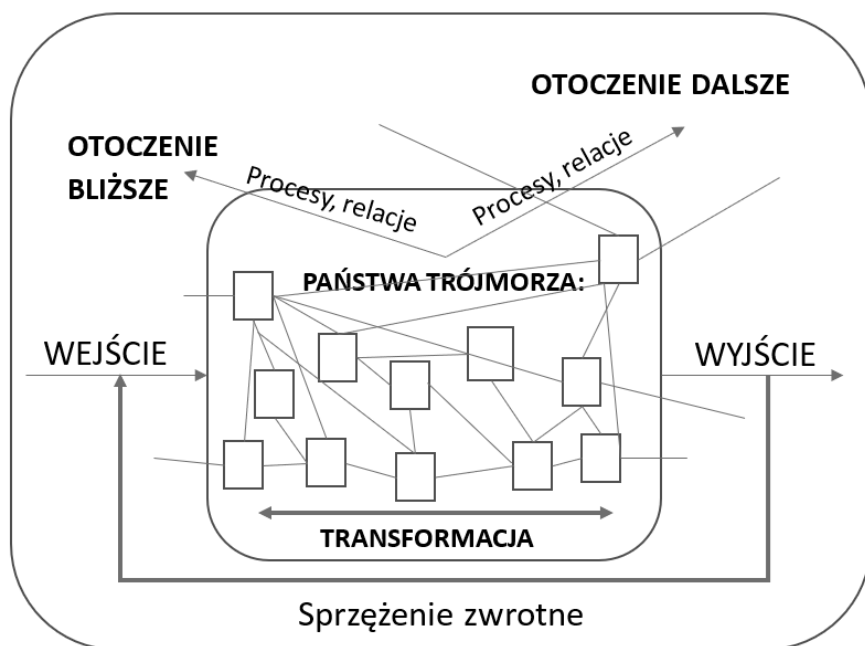 OTOCZENIE DALSZE
OTOCZENIE
BLIŻSZE
Procesy, relacje
Procesy, relacje
PAŃSTWA TRÓJMORZA:
WEJŚCIE
WYJŚCIE
TRANSFORMACJA
Sprzężenie zwrotne